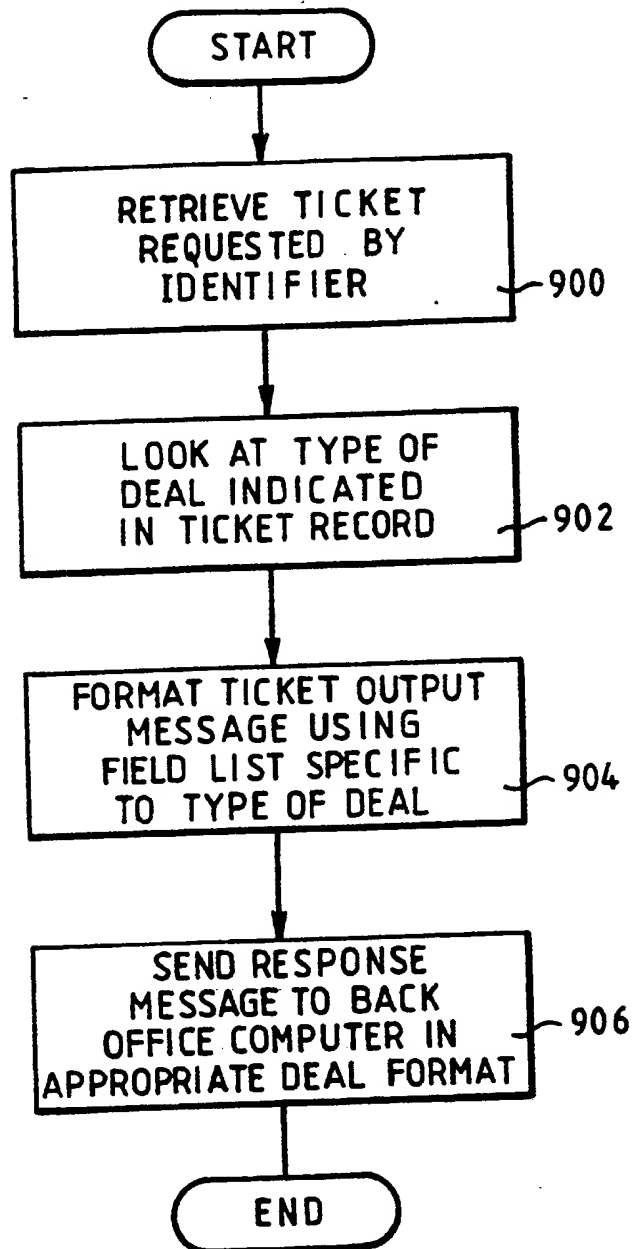 START
RETRIEVE TICKET
REQUESTED BY
IDENTIFIER
900
LOOK AT TYPE OF
DEAL INDICATED
IN TICKET RECORD
902
FORMAT TICKET OUTPUT
MESSAGE USING
FIELD LIST SPECIFIC
TO TYPE OF DEAL
904
SEND RESPONSE
MESSAGE TO BACK
OFFICE COMPUTER IN
APPROPRIATE DEAL FORMAT
906
END